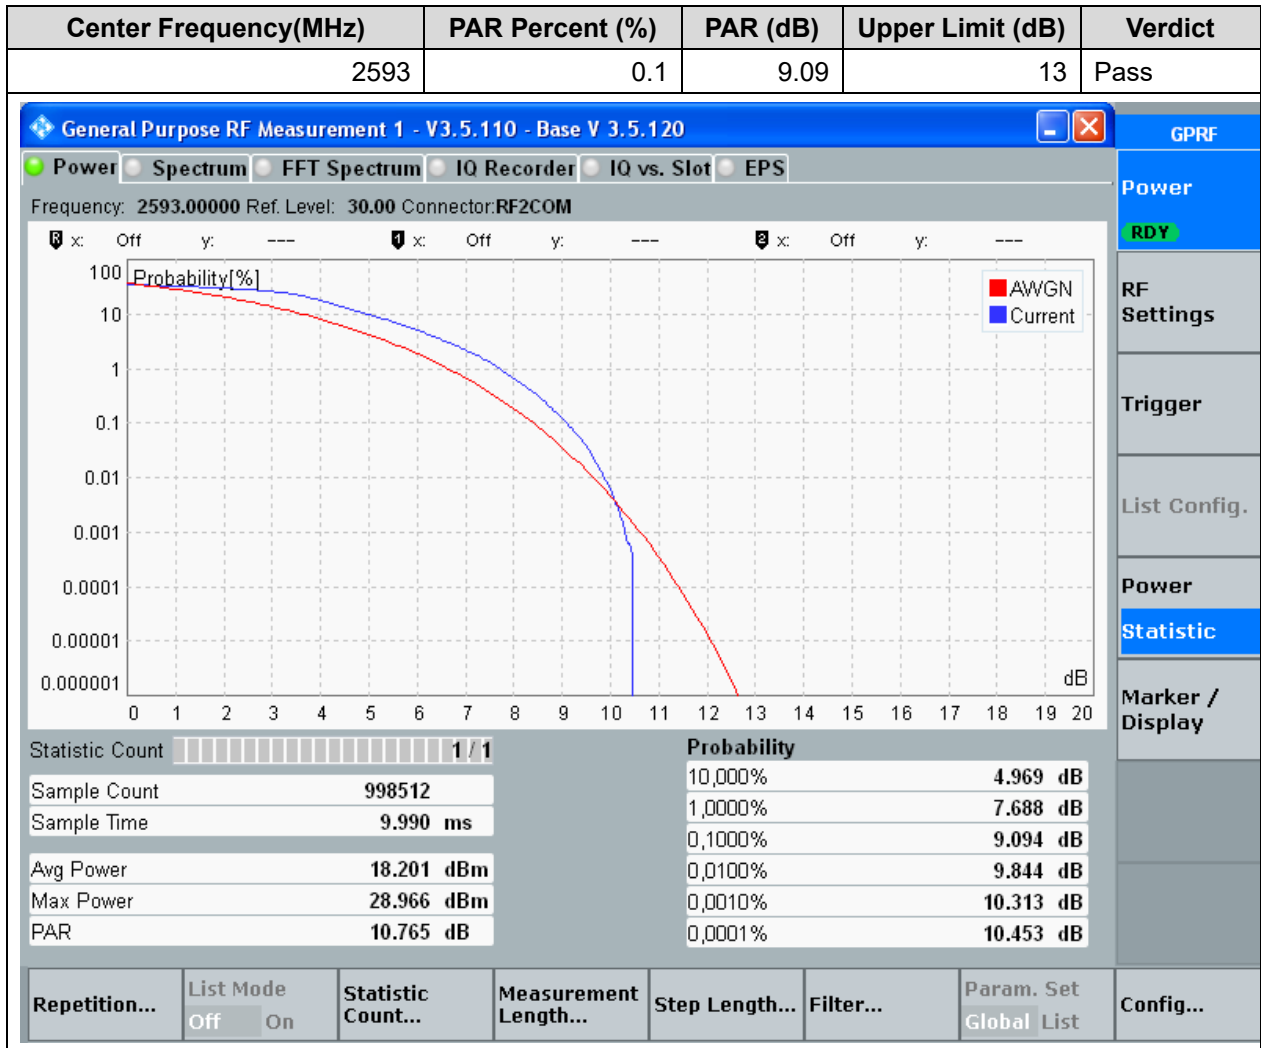 Center Frequency(MHz) PAR Percent (%) PAR (dB) Upper Limit (dB) Verdict
2593 0.1 9.09 13 Pass
General Purpose RF Measurement 1 - V3.5.110 - Base V 3.5.120
GPRF
Power Spectrum FFT Spectrum IQ Recorder IQ vs. Slot EPS
Power
RDY
Frequency: 2593.00000 Ref. Level: 30.00 Connector:RF2COM
R x: Off y: --- 1 x: Off y: --- 2 x: Off y: ---
Probability[%]
AWGN
Current
100
10
1
0.1
0.01
0.001
0.0001
0.00001
0.000001
dB
0 1 2 3 4 5 6 7 8 9 10 11 12 13 14 15 16 17 18 19 20
RF
Settings
Trigger
List Config.
Power
Statistic
Marker /
Display
Statistic Count 1 / 1
Sample Count 998512
Sample Time 9.990 ms
Avg Power 18.201 dBm
Max Power 28.966 dBm
PAR 10.765 dB
Probability
10,000% 4.969 dB
1,0000% 7.688 dB
0,1000% 9.094 dB
0,0100% 9.844 dB
0,0010% 10.313 dB
0,0001% 10.453 dB
Repetition...
List Mode
Off On
Statistic
Count...
Measurement
Length...
Step Length...
Filter...
Param. Set
Global List
Config...